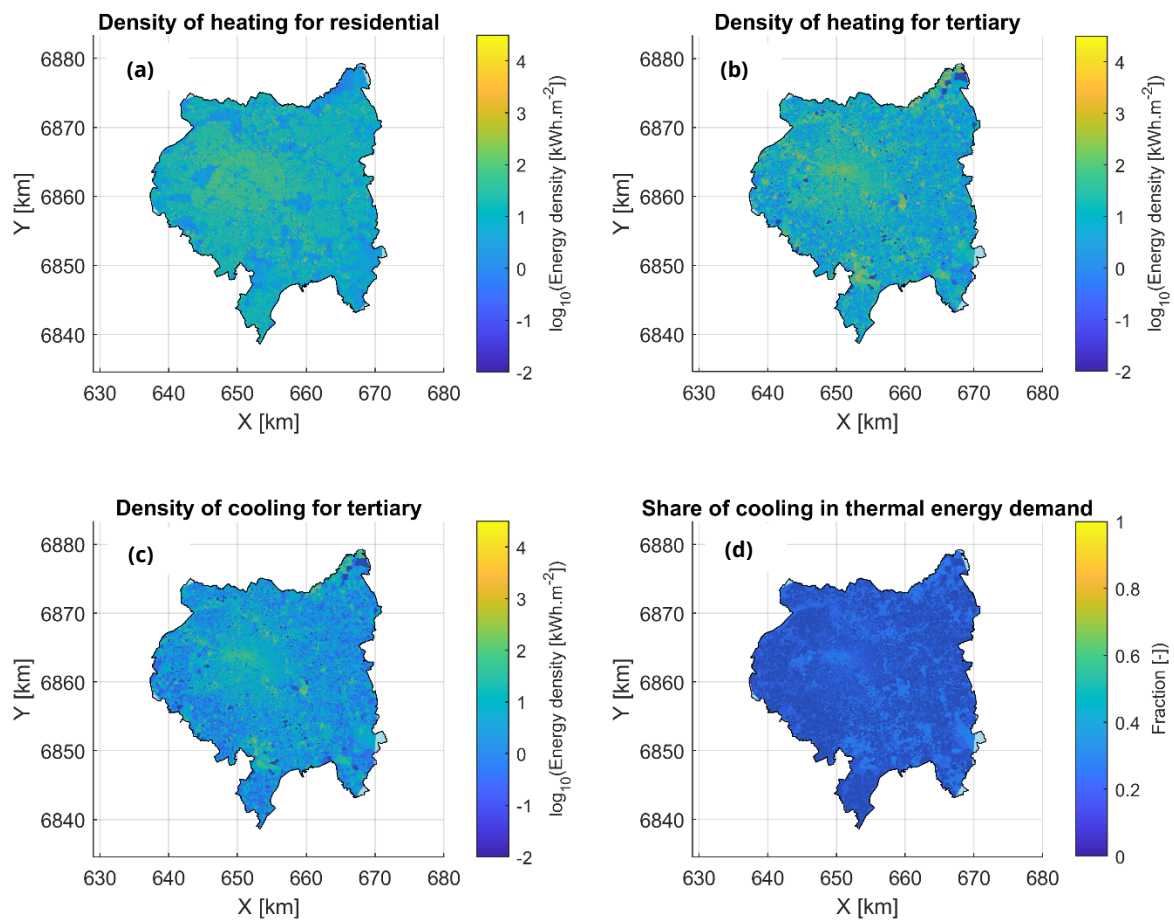 Density of heating for residential
(a)
6880
6870
6860
6850
6840
Y [km]
630 640 650 660 670 680
X [km]
4
3
2
1
0
-1
-2
log10(Energy density [kWh.m-2])
Density of heating for tertiary
(b)
6880
6870
6860
6850
6840
Y [km]
630 640 650 660 670 680
X [km]
4
3
2
1
0
-1
-2
log10(Energy density [kWh.m-2])
Density of cooling for tertiary
(c)
6880
6870
6860
6850
6840
Y [km]
630 640 650 660 670 680
X [km]
4
3
2
1
0
-1
-2
log10(Energy density [kWh.m-2])
Share of cooling in thermal energy demand
(d)
6880
6870
6860
6850
6840
Y [km]
630 640 650 660 670 680
X [km]
1
0.8
0.6
0.4
0.2
0
Fraction [-]